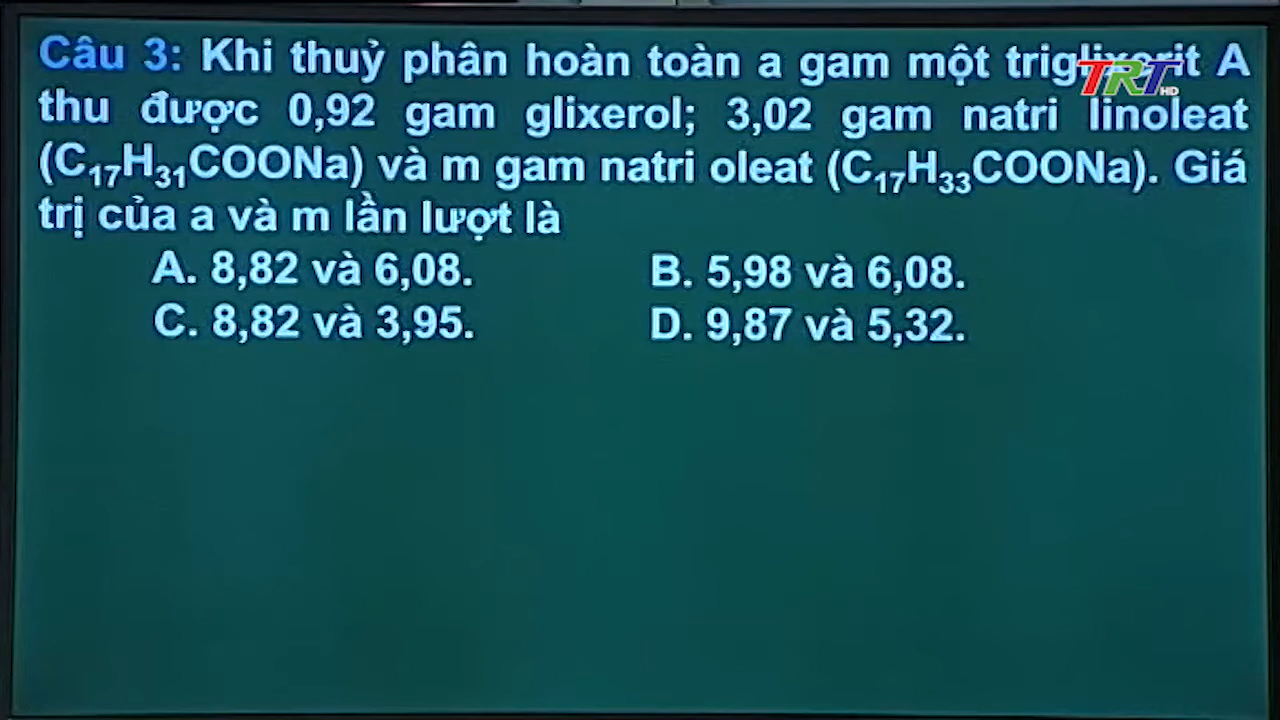 Câu 3: Khi thuỷ phân hoàn toàn a gam một triglixerit A
TRT HD
thu được 0,92 gam glixerol; 3,02 gam natri linoleat
(C₁₇H₃₁COONa) và m gam natri oleat (C₁₇H₃₃COONa). Giá
trị của a và m lần lượt là
A. 8,82 và 6,08. B. 5,98 và 6,08.
C. 8,82 và 3,95. D. 9,87 và 5,32.